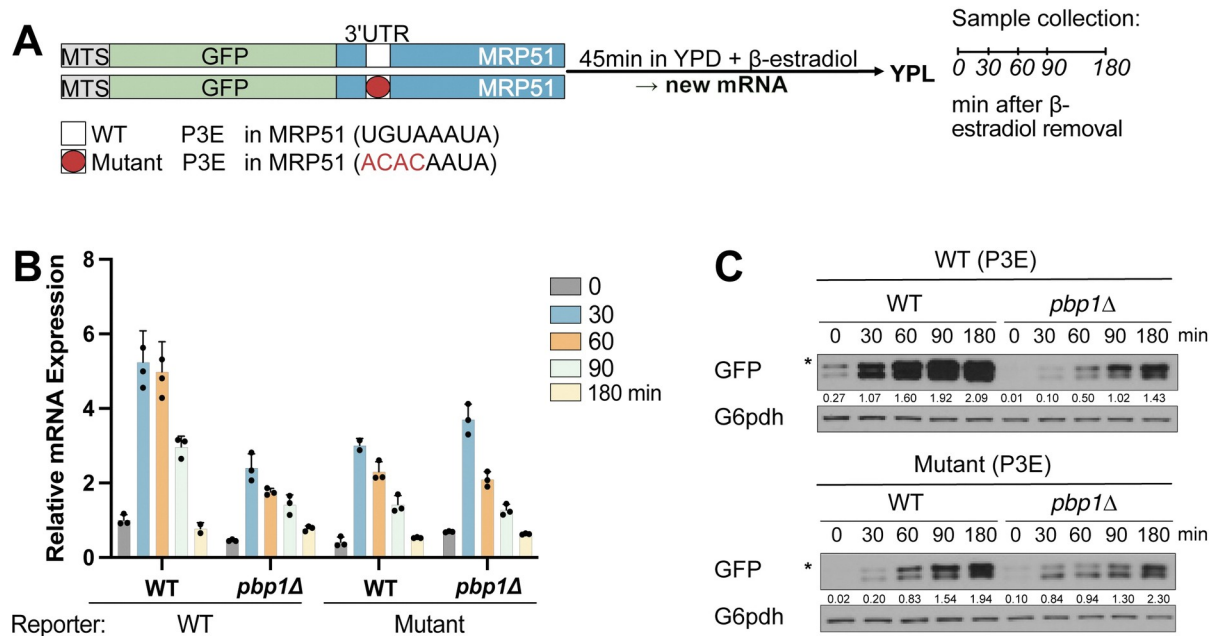 A
3'UTR
MTS GFP MRP51
MTS GFP MRP51
45min in YPD + β-estradiol
→ new mRNA
YPL
Sample collection:
0 30 60 90 180
min after β-
estradiol removal
WT P3E in MRP51 (UGUAAAUA)
Mutant P3E in MRP51 (ACACAAUA)
B
Relative mRNA Expression
8
6
4
2
0
0
30
60
90
180 min
WT pbp1Δ WT pbp1Δ
Reporter: WT Mutant
C
WT (P3E)
WT pbp1Δ
0 30 60 90 180 0 30 60 90 180 min
GFP *
0.27 1.07 1.60 1.92 2.09 0.01 0.10 0.50 1.02 1.43
G6pdh
Mutant (P3E)
WT pbp1Δ
0 30 60 90 180 0 30 60 90 180 min
GFP *
0.02 0.20 0.83 1.54 1.94 0.10 0.84 0.94 1.30 2.30
G6pdh